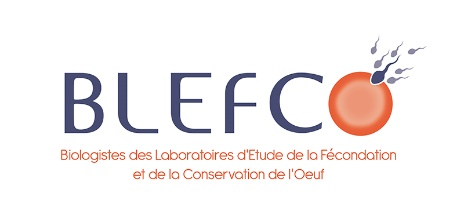 BLEFCO
Biologistes des Laboratoires d'Etude de la Fécondation
et de la Conservation de l'Oeuf